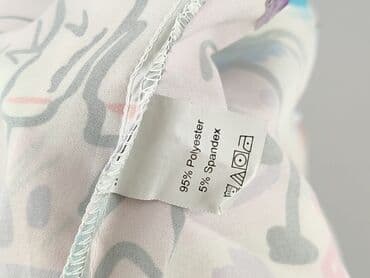 95% Polyester
5% Spandex